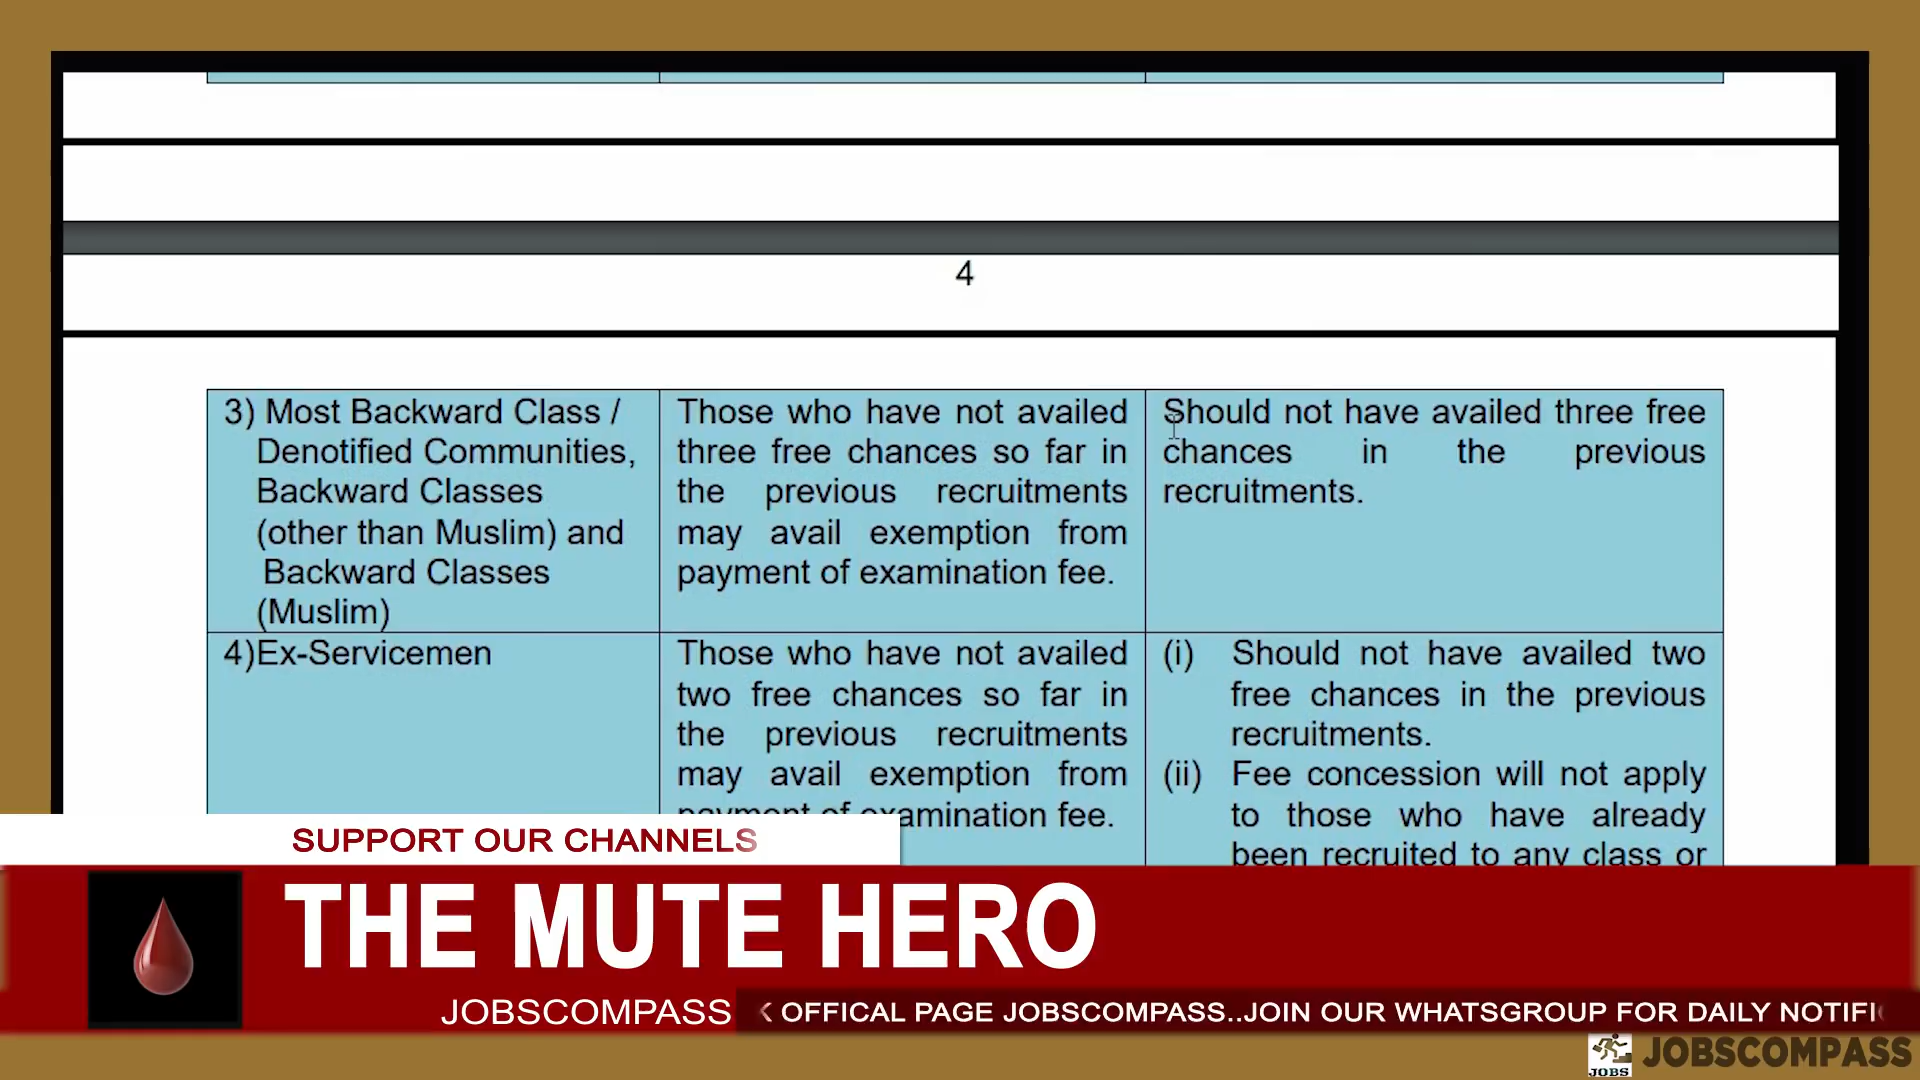 4
3) Most Backward Class /
Denotified Communities,
Backward Classes
(other than Muslim) and
Backward Classes
(Muslim)
Those who have not availed
three free chances so far in
the previous recruitments
may avail exemption from
payment of examination fee.
Should not have availed three free
chances in the previous
recruitments.
4)Ex-Servicemen
Those who have not availed
two free chances so far in
the previous recruitments
may avail exemption from
payment of examination fee.
(i) Should not have availed two
free chances in the previous
recruitments.
(ii) Fee concession will not apply
to those who have already
been recruited to any class or
SUPPORT OUR CHANNELS
THE MUTE HERO
JOBSCOMPASS
K OFFICAL PAGE JOBSCOMPASS..JOIN OUR WHATSGROUP FOR DAILY NOTIFI
JOBS
JOBSCOMPASS